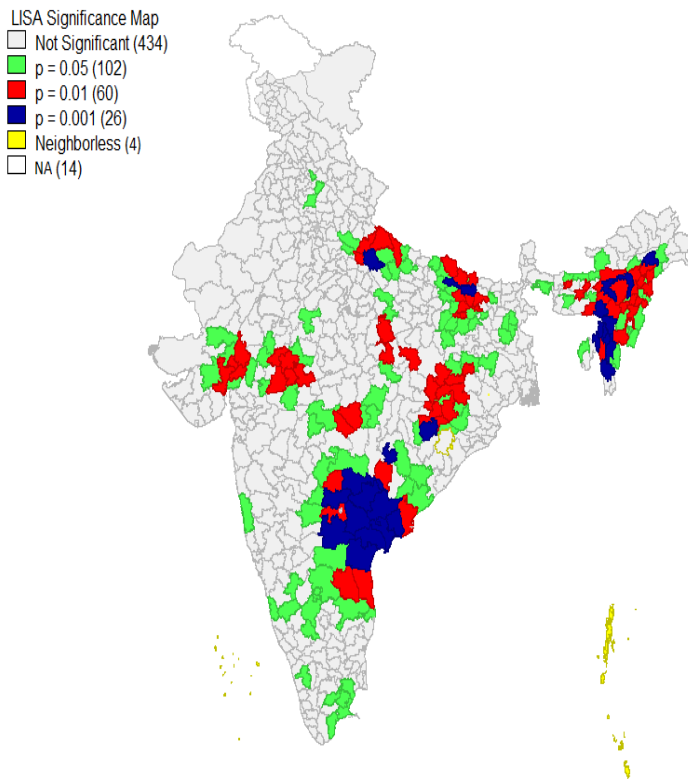 LISA Significance Map
Not Significant (434)
p = 0.05 (102)
p = 0.01 (60)
p = 0.001 (26)
Neighborless (4)
NA (14)